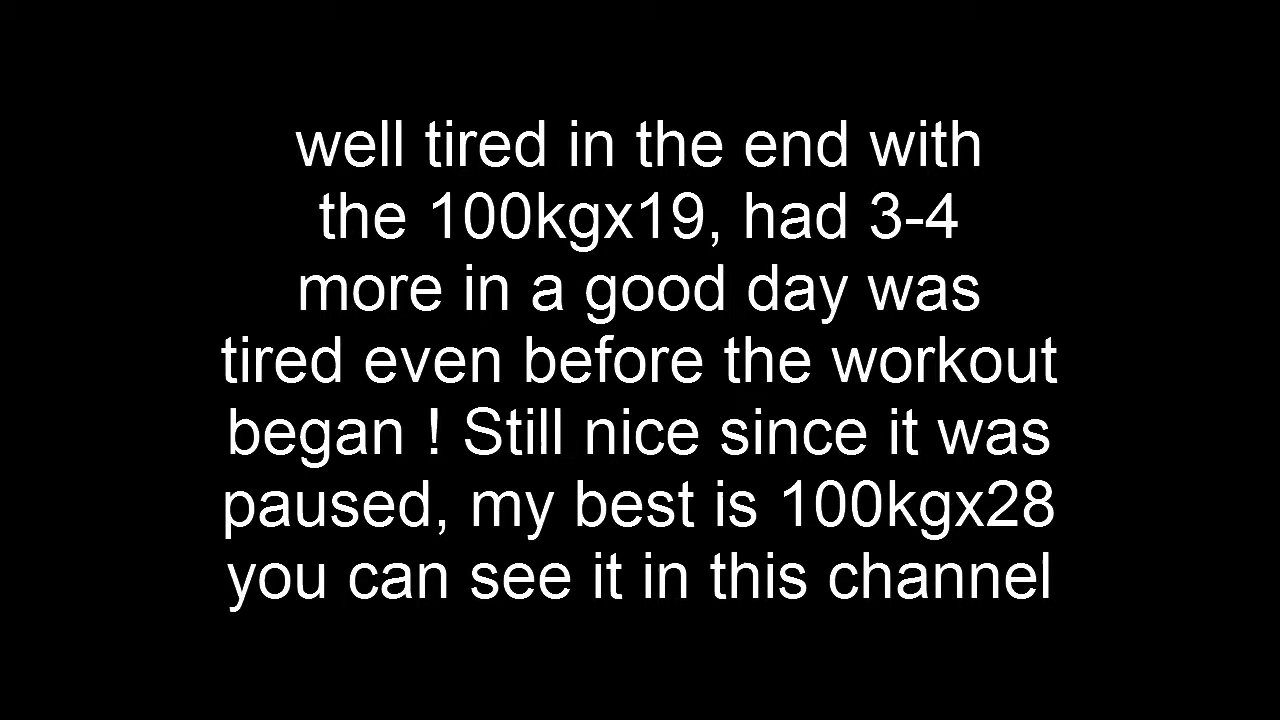 well tired in the end with
the 100kgx19, had 3-4
more in a good day was
tired even before the workout
began ! Still nice since it was
paused, my best is 100kgx28
you can see it in this channel